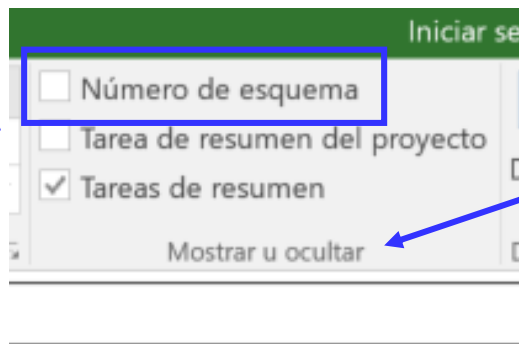 Iniciar se
Número de esquema
Tarea de resumen del proyecto
Tareas de resumen
Mostrar u ocultar